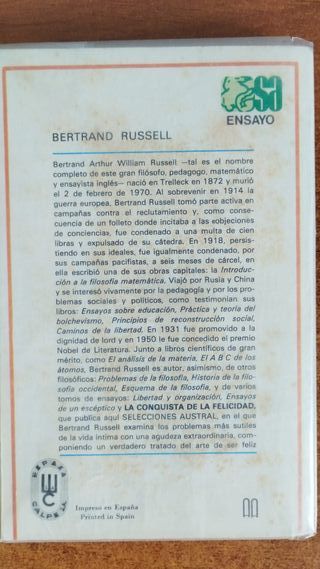 SA
ENSAYO
BERTRAND RUSSELL
Bertrand Arthur William Russell —tal es el nombre
completo de este gran filósofo, pedagogo, matemático
y ensayista inglés— nació en Trelleck en 1872 y murió
el 2 de febrero de 1970. Al sobrevenir en 1914 la
guerra europea, Bertrand Russell tomó parte activa en
campañas contra el reclutamiento y, como conse-
cuencia de un folleto donde incitaba a las «objeciones
de conciencia», fue condenado a una multa de cien
libras y expulsado de su cátedra. En 1918, persis-
tiendo en sus ideales, fue igualmente condenado, por
sus campañas pacifistas, a seis meses de cárcel, en
ella escribió una de sus obras capitales: la Introduc-
ción a la filosofía matemática. Viajó por Rusia y China
y se interesó vivamente por la pedagogía y por los pro-
blemas sociales y políticos, como testimonian sus
libros: Ensayos sobre educación, Práctica y teoría del
bolchevismo, Principios de reconstrucción social,
Caminos de la libertad. En 1931 fue promovido a la
dignidad de lord y en 1950 le fue concedido el premio
Nobel de Literatura. Junto a libros científicos de gran
mérito, como El análisis de la materia, El A B C de los
átomos, Bertrand Russell es autor, asimismo, de otros
filosóficos: Problemas de la filosofía, Historia de la filo-
sofía occidental, Esquema de la filosofía, y de varios
tomos de ensayos: Libertad y organización, Ensayos
de un escéptico y LA CONQUISTA DE LA FELICIDAD,
que publica aquí SELECCIONES AUSTRAL, en el que
Bertrand Russell examina los problemas más sutiles
de la vida íntima con una agudeza extraordinaria, com-
poniendo un verdadero tratado del arte de ser feliz
ESPASA
CALPE, S.A.
Impreso en España
Printed in Spain